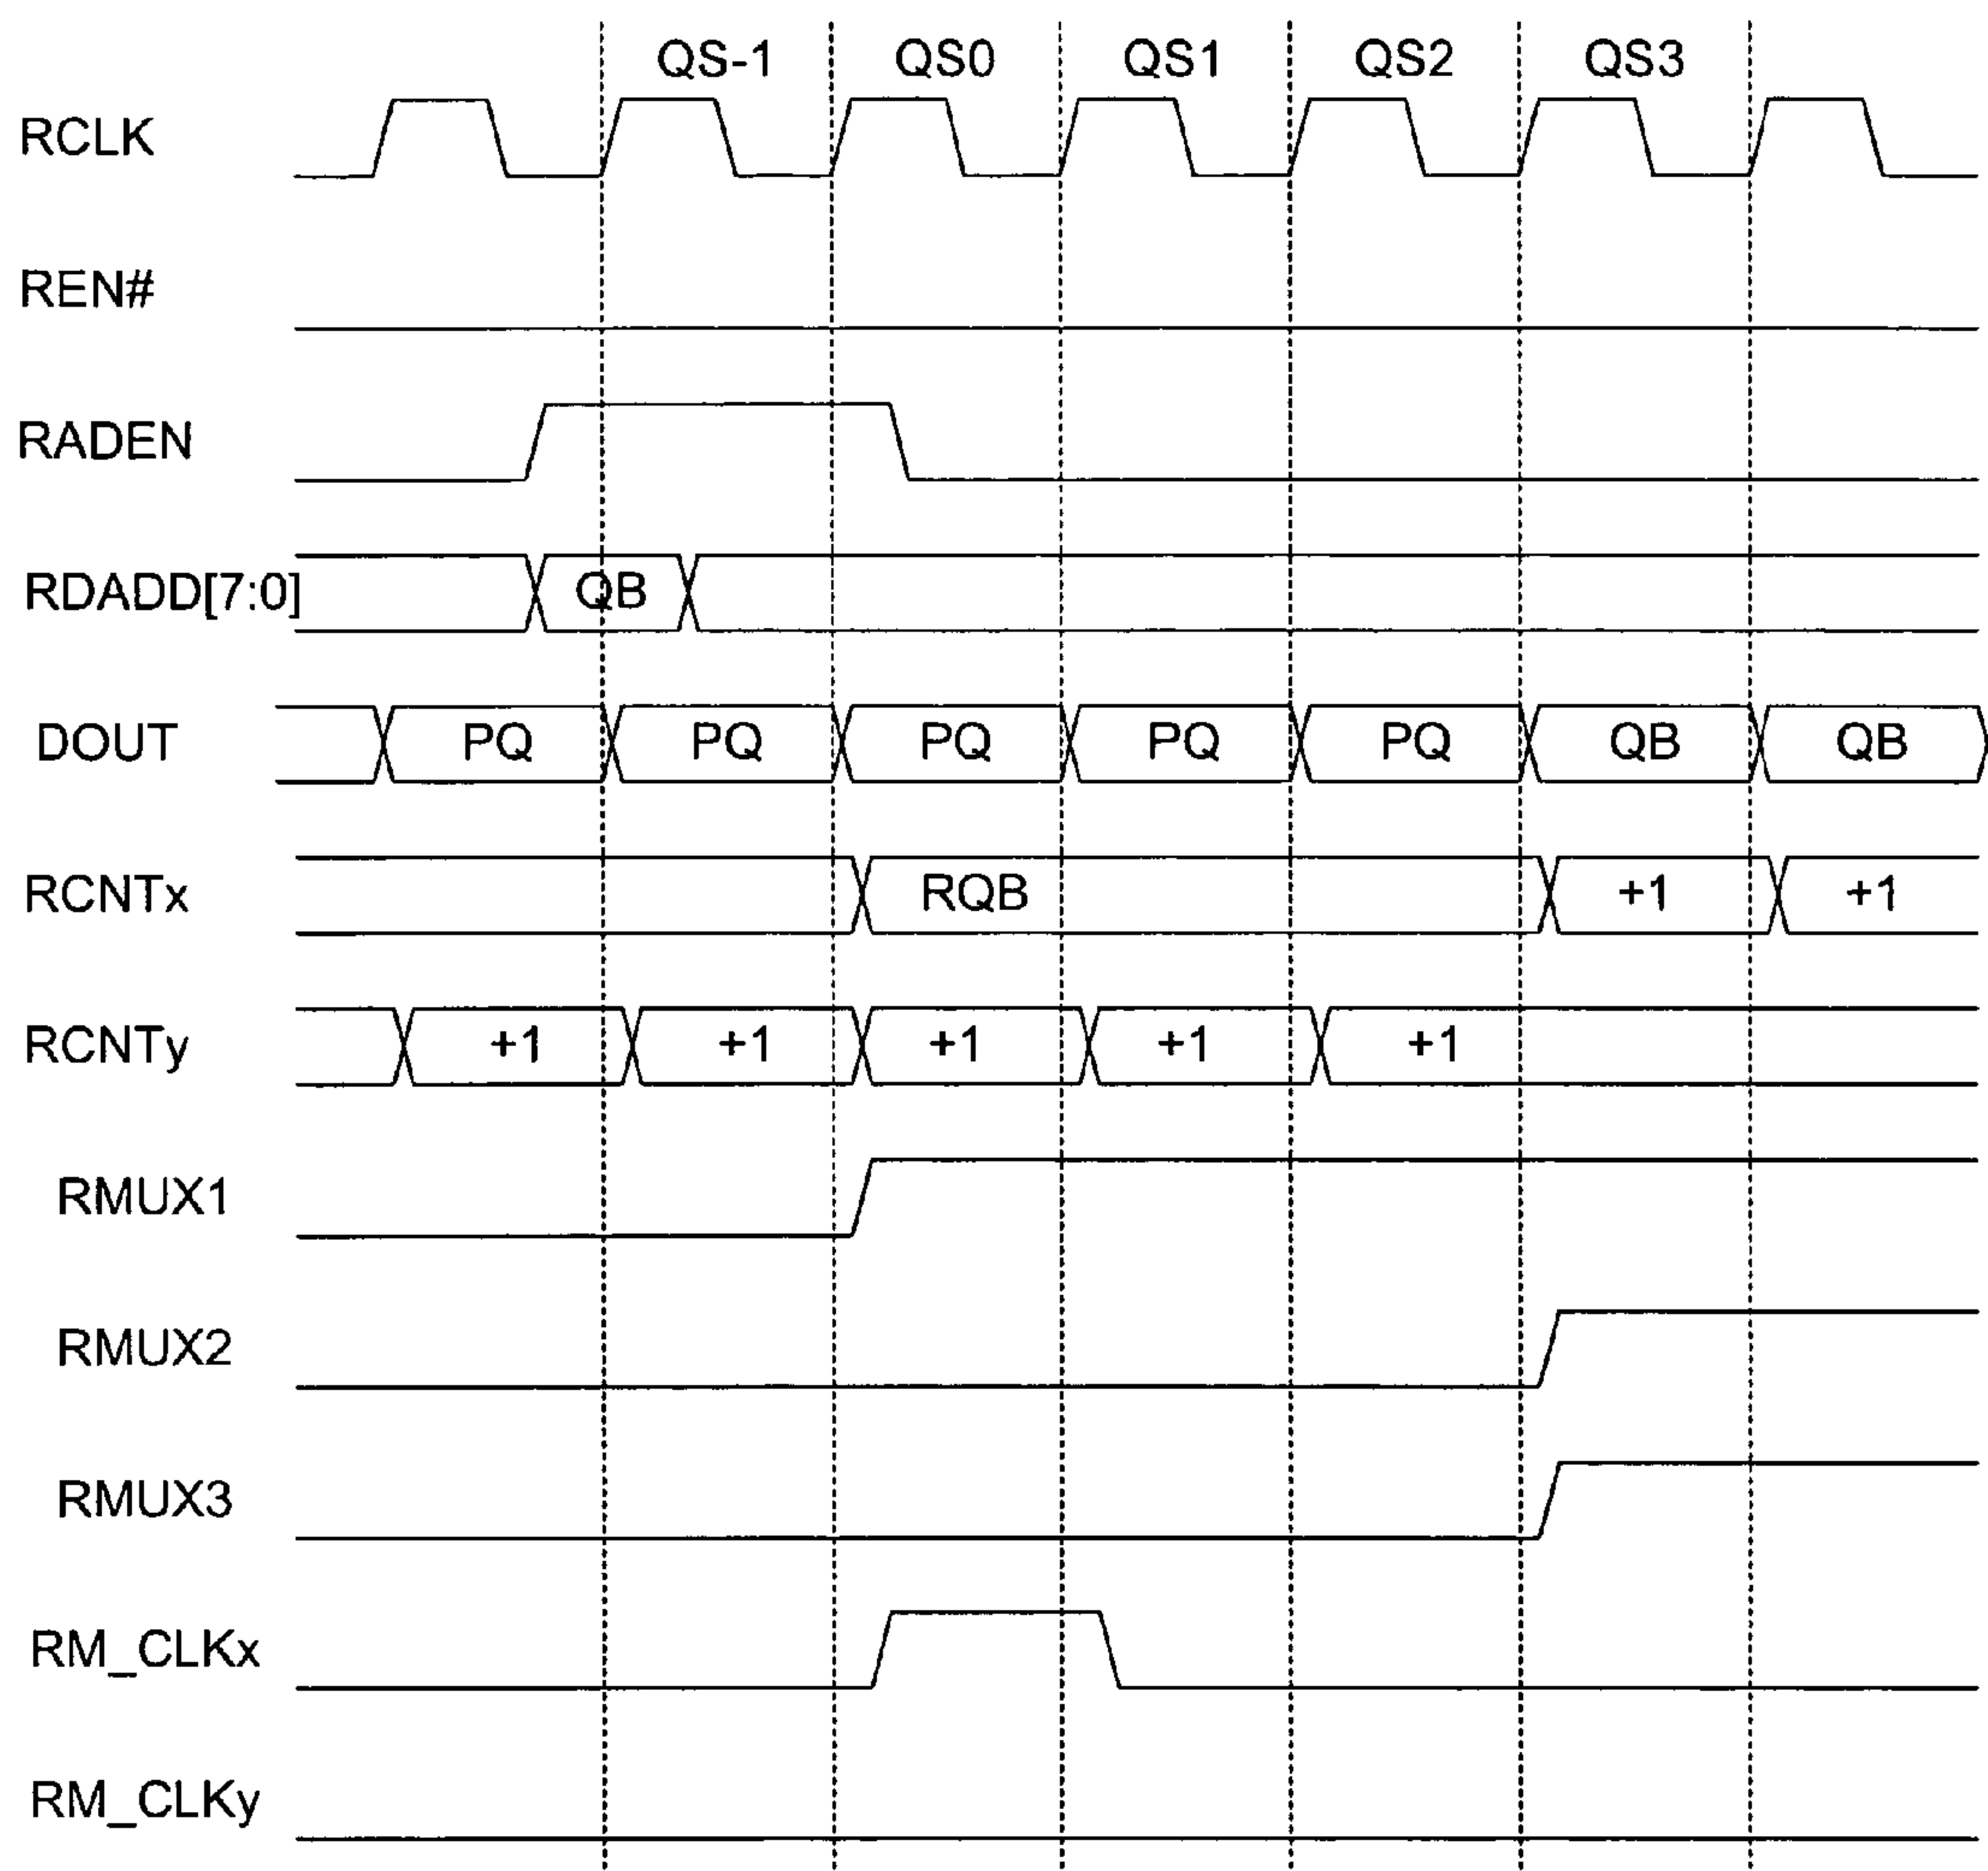 QS-1 QS0 QS1 QS2 QS3
RCLK
REN#
RADEN
RDADD[7:0] QB
DOUT PQ PQ PQ PQ PQ QB QB
RCNTx RQB +1 +1
RCNTy +1 +1 +1 +1 +1
RMUX1
RMUX2
RMUX3
RM_CLKx
RM_CLKy